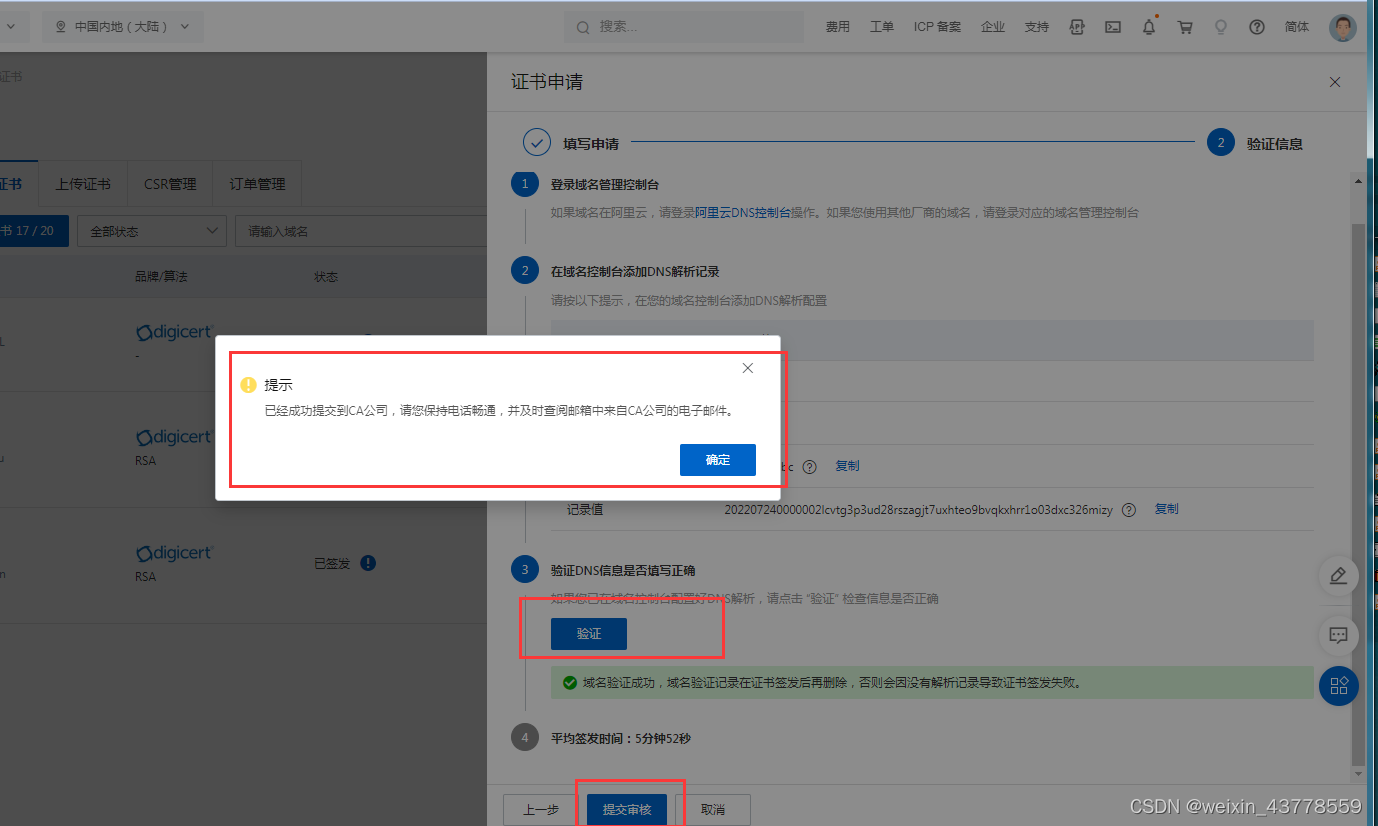 中国内地（大陆）
搜索...
费用 工单 ICP 备案 企业 支持 简体
证书
证书申请
填写申请
2 验证信息
证书 上传证书 CSR管理 订单管理
书 17 / 20 全部状态 请输入域名
品牌/算法 状态
digicert
-
digicert
RSA
digicert
RSA
已签发
1 登录域名管理控制台
如果域名在阿里云，请登录阿里云DNS控制台操作。如果您使用其他厂商的域名，请登录对应的域名管理控制台
2 在域名控制台添加DNS解析记录
请按以下提示，在您的域名控制台添加DNS解析配置
提示
已经成功提交到CA公司，请您保持电话畅通，并及时查阅邮箱中来自CA公司的电子邮件。
确定
bc 复制
记录值 202207240000002lcvtg3p3ud28rszagjt7uxhteo9bvqkxhrr1o03dxc326mizy 复制
3 验证DNS信息是否填写正确
如果您已在域名控制台配置好DNS解析，请点击 “验证” 检查信息是否正确
验证
域名验证成功，域名验证记录在证书签发后再删除，否则会因没有解析记录导致证书签发失败。
4 平均签发时间：5分钟52秒
上一步 提交审核 取消
CSDN @weixin_43778559